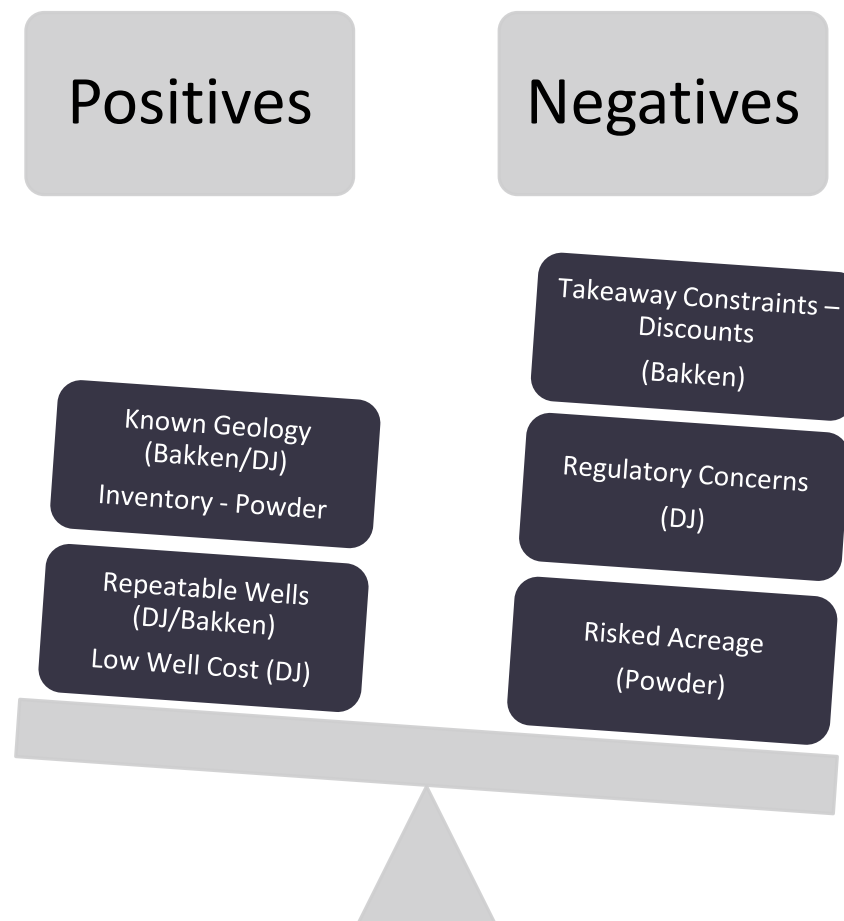 Positives
Negatives
Known Geology
(Bakken/DJ)
Inventory - Powder
Repeatable Wells
(DJ/Bakken)
Low Well Cost (DJ)
Takeaway Constraints –
Discounts
(Bakken)
Regulatory Concerns
(DJ)
Risked Acreage
(Powder)